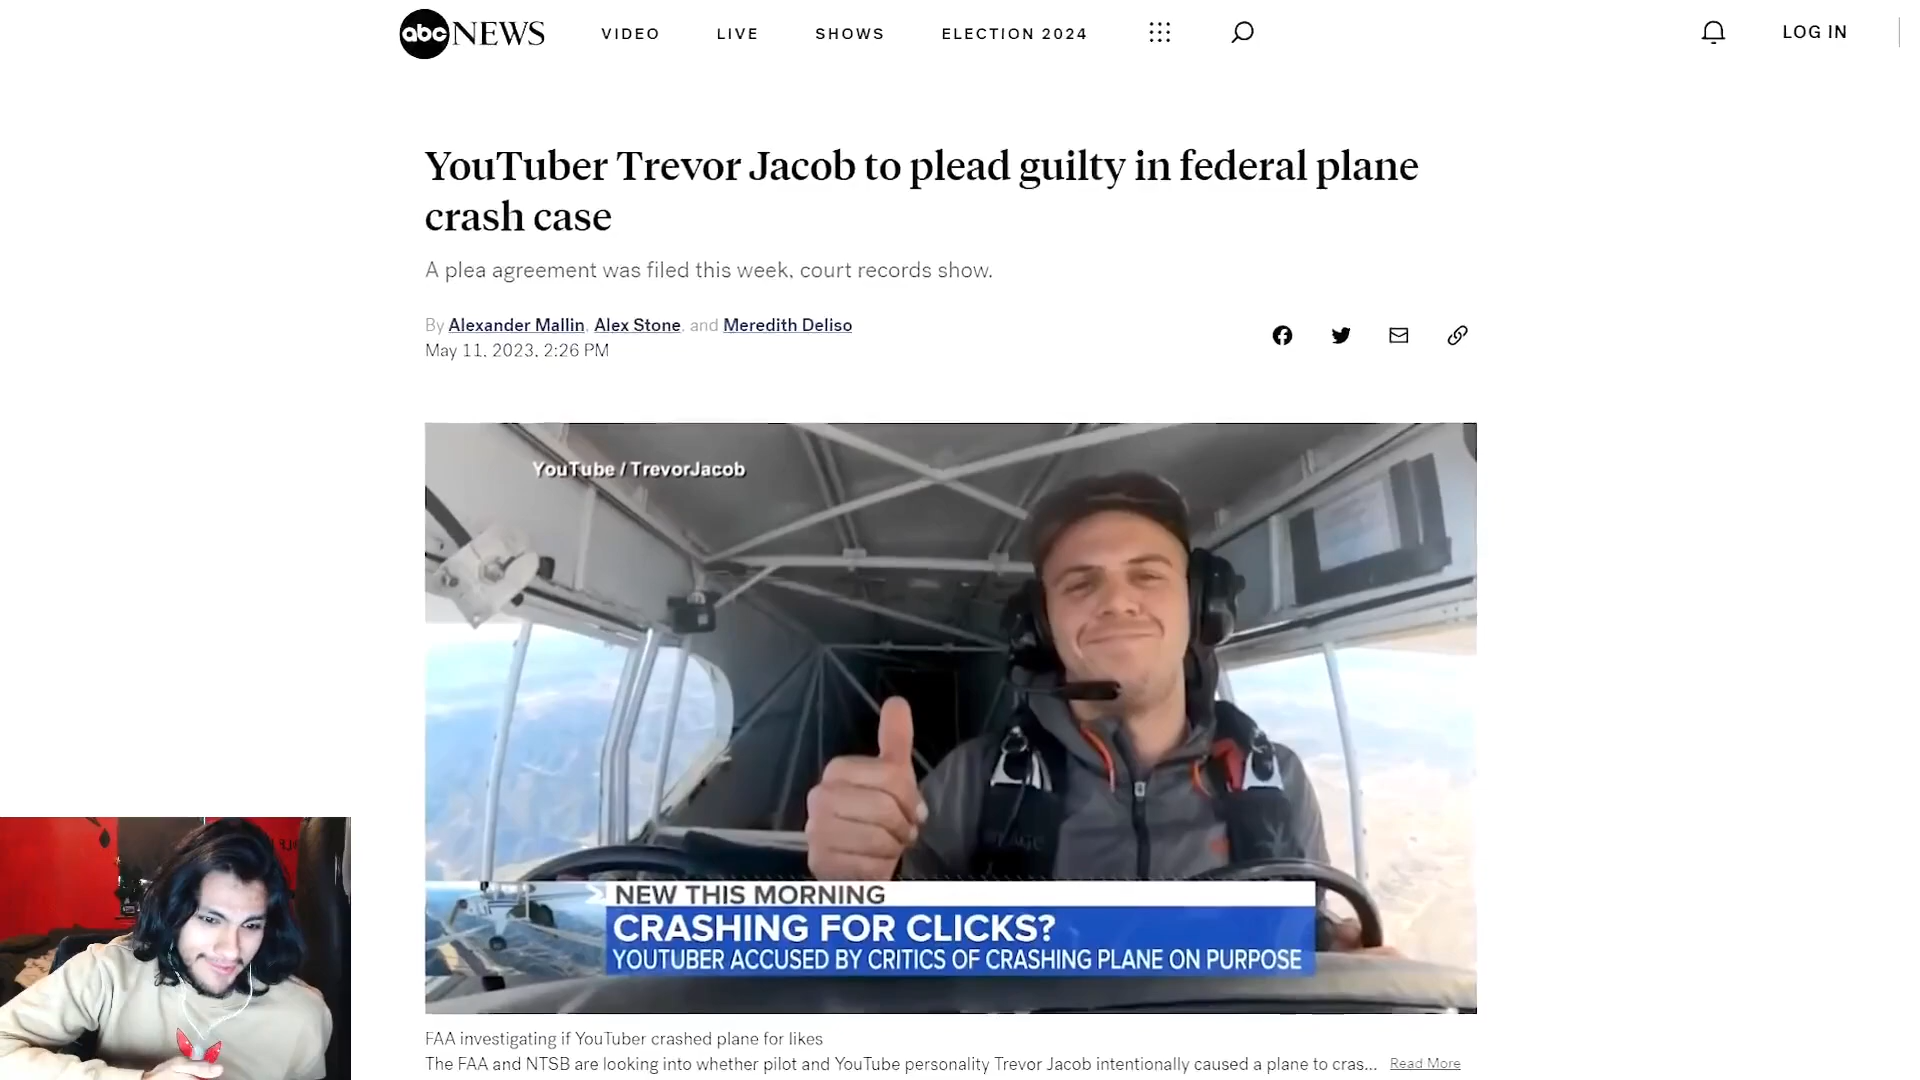 abc NEWS VIDEO LIVE SHOWS ELECTION 2024 LOG IN
YouTuber Trevor Jacob to plead guilty in federal plane
crash case
A plea agreement was filed this week, court records show.
By Alexander Mallin, Alex Stone, and Meredith Deliso
May 11, 2023, 2:26 PM
YouTube / TrevorJacob
NEW THIS MORNING
CRASHING FOR CLICKS?
YOUTUBER ACCUSED BY CRITICS OF CRASHING PLANE ON PURPOSE
FAA investigating if YouTuber crashed plane for likes
The FAA and NTSB are looking into whether pilot and YouTube personality Trevor Jacob intentionally caused a plane to cras... Read More